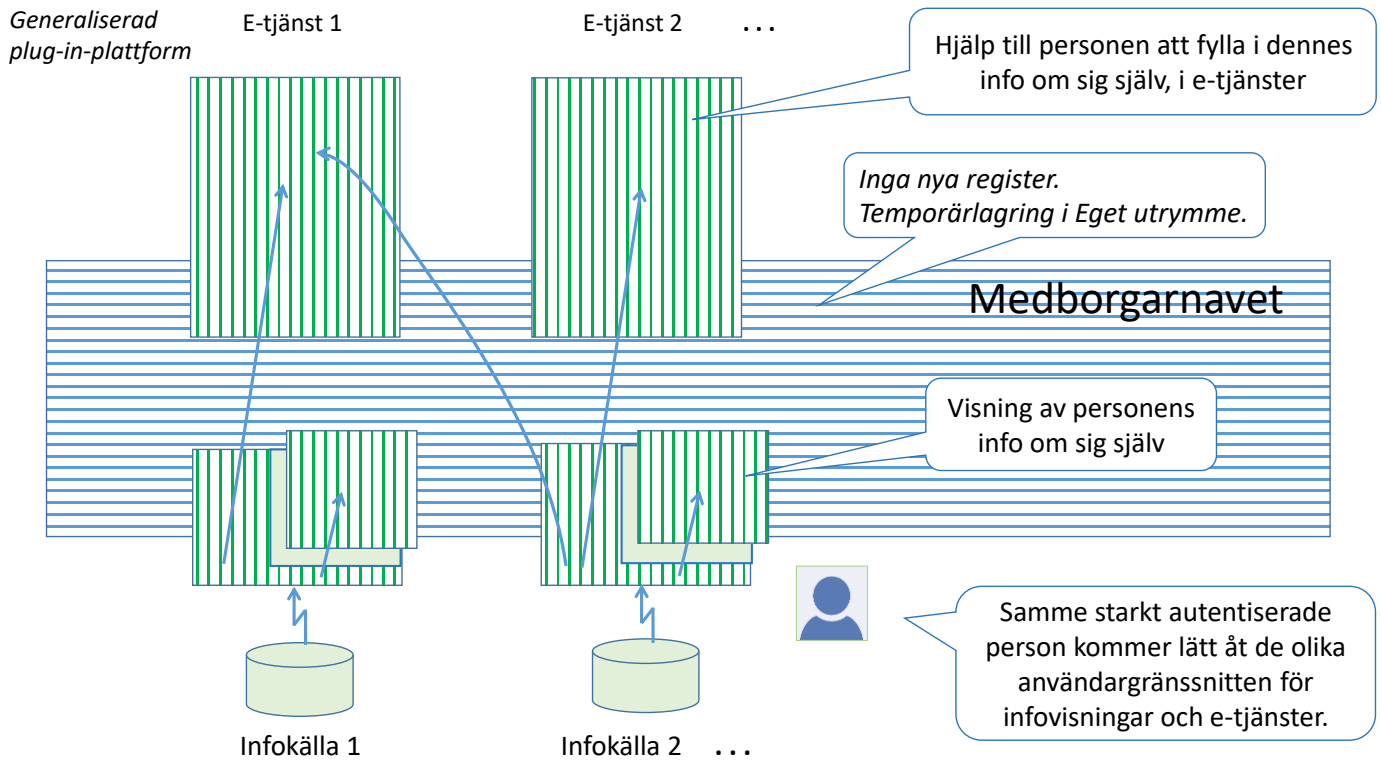 Generaliserad
plug-in-plattform
E-tjänst 1
E-tjänst 2 ...
Hjälp till personen att fylla i dennes
info om sig själv, i e-tjänster
Inga nya register.
Temporärlagring i Eget utrymme.
Medborgarnavet
Visning av personens
info om sig själv
Samme starkt autentiserade
person kommer lätt åt de olika
användargränssnitten för
infovisningar och e-tjänster.
Infokälla 1
Infokälla 2 ...